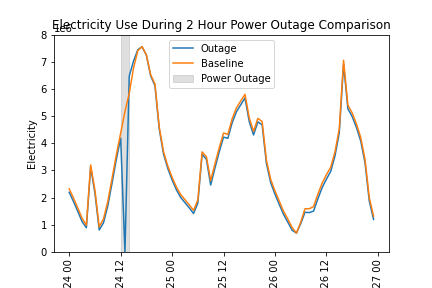 Electricity Use During 2 Hour Power Outage Comparison
1e6
8
7
6
5
4
3
2
1
0
Electricity
Outage
Baseline
Power Outage
24 00
24 12
25 00
25 12
26 00
26 12
27 00